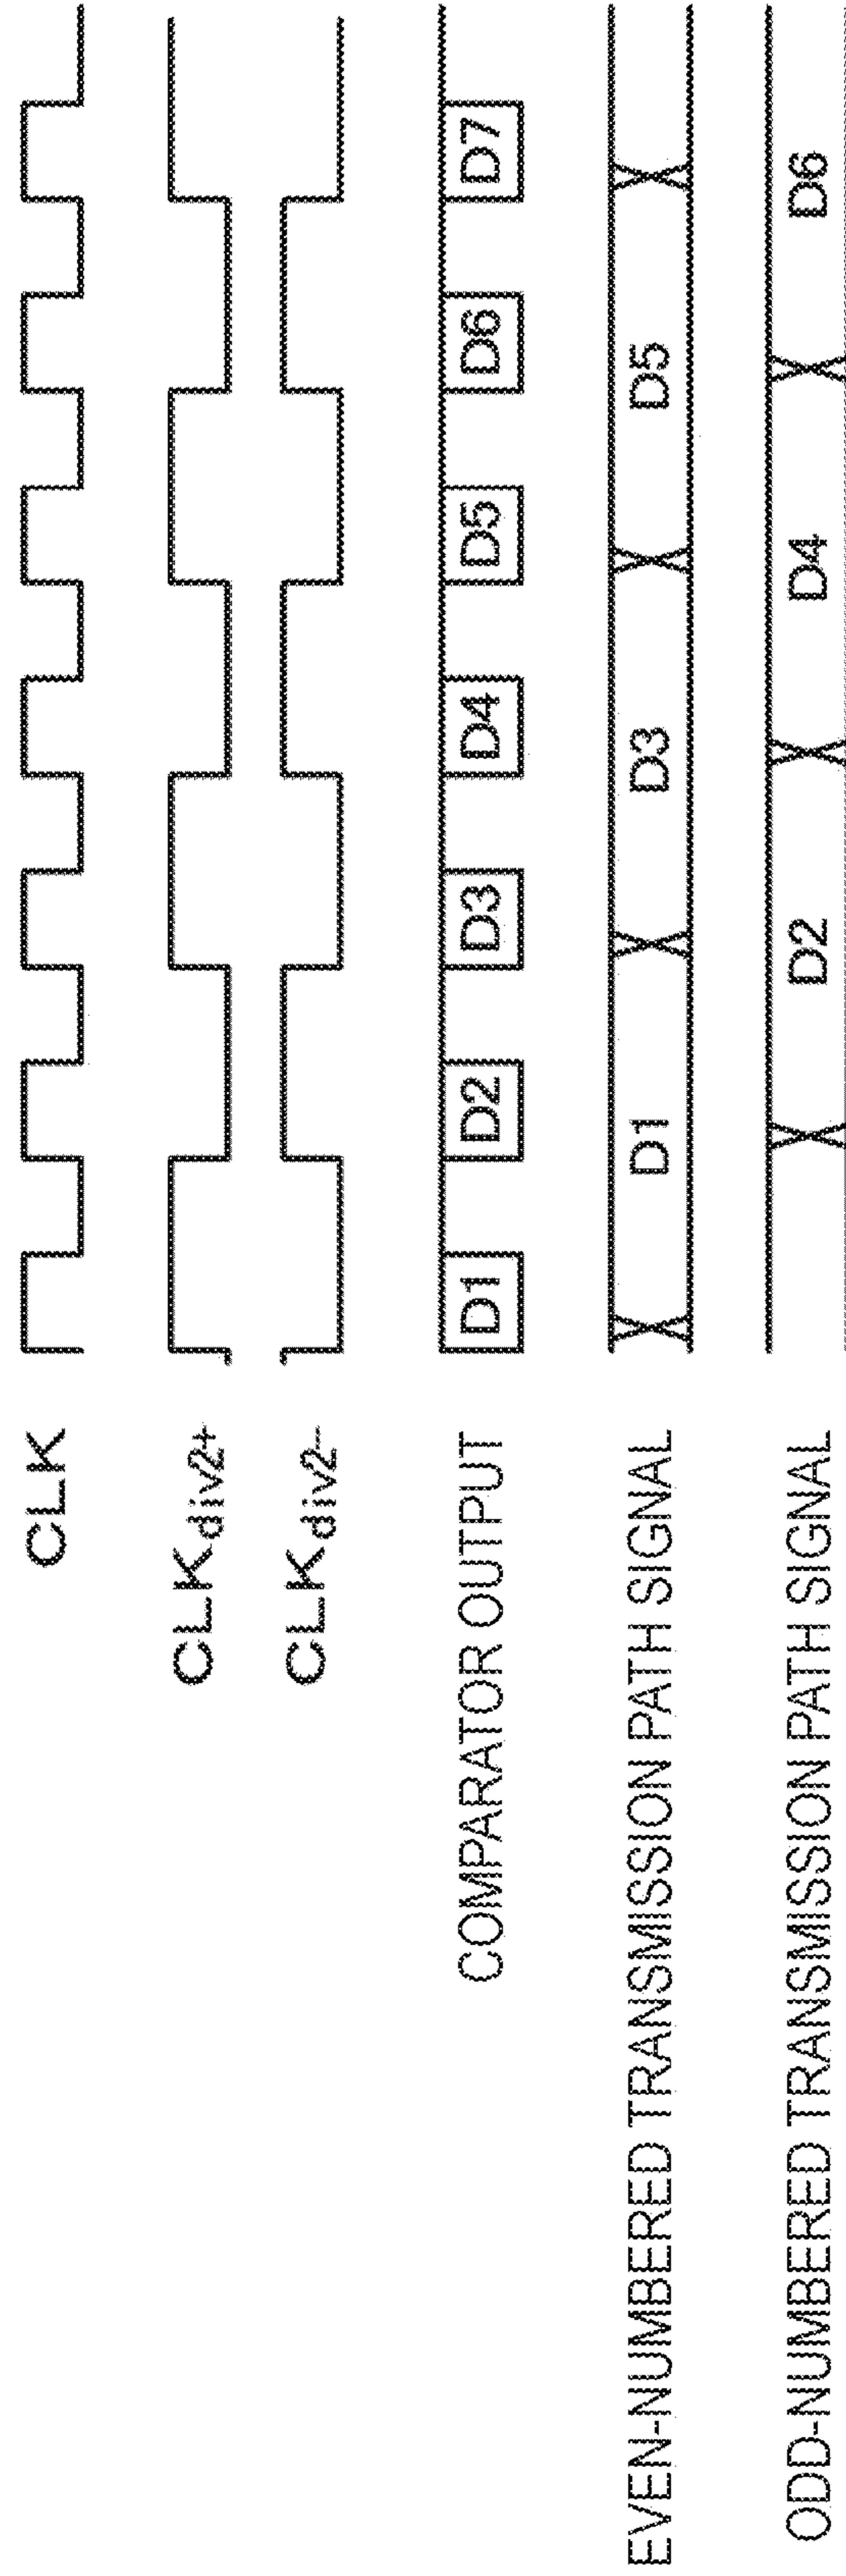 CLK
CLKdiv2+
CLKdiv2−
COMPARATOR OUTPUT D1 D2 D3 D4 D5 D6 D7
EVEN-NUMBERED TRANSMISSION PATH SIGNAL D1 D3 D5
ODD-NUMBERED TRANSMISSION PATH SIGNAL D2 D4 D6